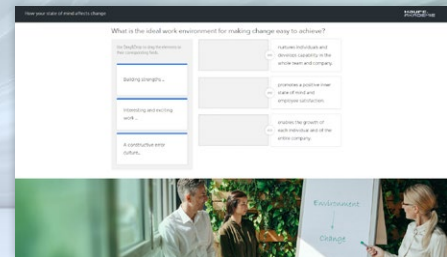 How your state of mind affects change
What is the ideal work environment for making change easy to achieve?
their corresponding texts.
Building strengths ...
Interesting and exciting
work ...
A constructive error
culture...
nurtures individual and
develops capability in the
whole team and company.
promotes a positive inner
state of mind and
employee satisfaction.
enables the growth of
each individual and of the
entire company.
Environment
Change